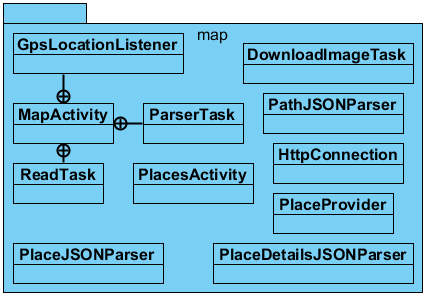 map
GpsLocationListener
DownloadImageTask
MapActivity
ParserTask
PathJSONParser
HttpConnection
ReadTask
PlacesActivity
PlaceProvider
PlaceJSONParser
PlaceDetailsJSONParser